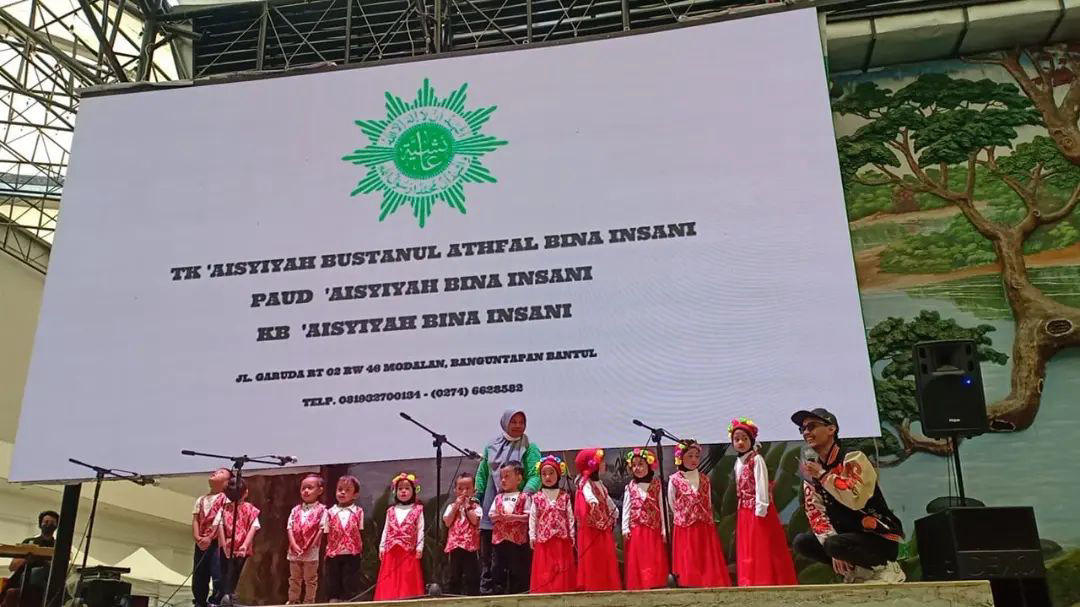 TK 'AISYIYAH BUSTANUL ATHFAL BINA INSANI
PAUD 'AISYIYAH BINA INSANI
KB 'AISYIYAH BINA INSANI
JL. GARUDA RT 02 RW 46 MODALAN, BANGUNTAPAN BANTUL
TELP. 081932700134 - (0274) 6628582